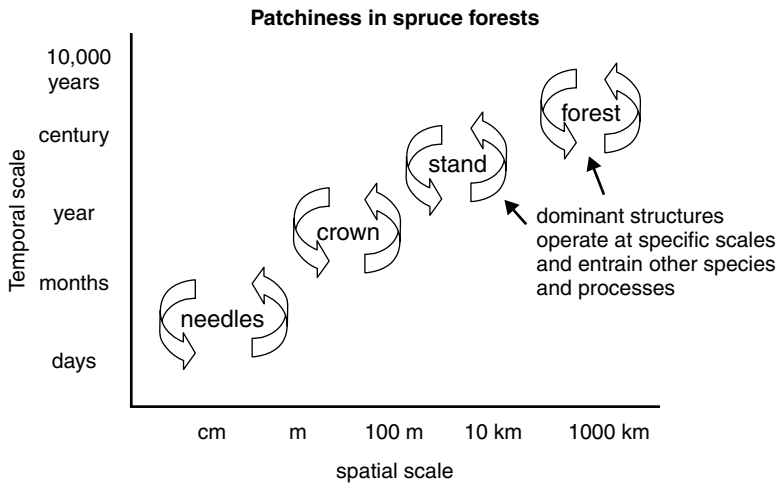 Patchiness in spruce forests
10,000
years
century
year
months
days
Temporal scale
forest
stand
crown
needles
dominant structures
operate at specific scales
and entrain other species
and processes
cm m 100 m 10 km 1000 km
spatial scale